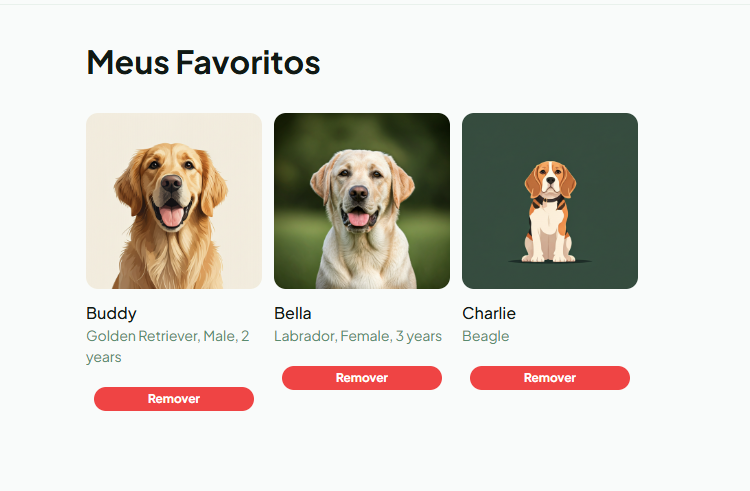 Meus Favoritos
Buddy
Golden Retriever, Male, 2
years
Remover
Bella
Labrador, Female, 3 years
Remover
Charlie
Beagle
Remover